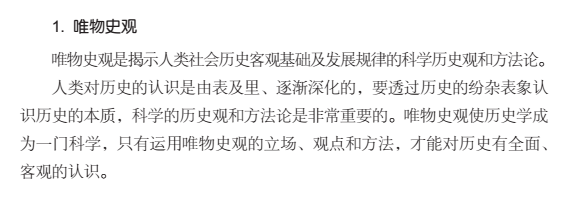 1. 唯物史观
唯物史观是揭示人类社会历史客观基础及发展规律的科学历史观和方法论。
人类对历史的认识是由表及里、逐渐深化的，要透过历史的纷杂表象认
识历史的本质，科学的历史观和方法论是非常重要的。唯物史观使历史学成
为一门科学，只有运用唯物史观的立场、观点和方法，才能对历史有全面、
客观的认识。